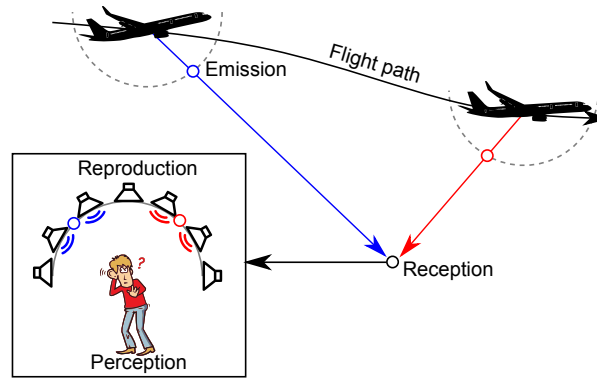 Flight path
Emission
Reproduction
?
Reception
Perception